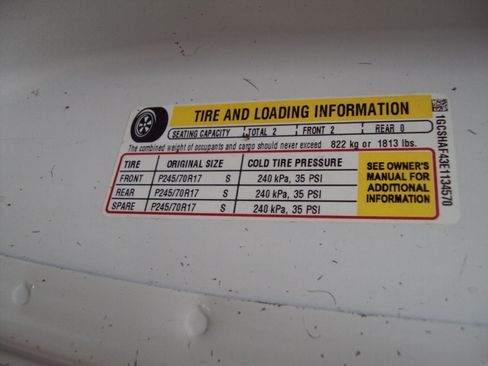 TIRE AND LOADING INFORMATION
SEATING CAPACITY TOTAL 2 FRONT 2 REAR 0
The combined weight of occupants and cargo should never exceed 822 kg or 1813 lbs.
TIRE ORIGINAL SIZE COLD TIRE PRESSURE
FRONT P245/70R17 S 240 kPa, 35 PSI
REAR P245/70R17 S 240 kPa, 35 PSI
SPARE P245/70R17 S 240 kPa, 35 PSI
SEE OWNER'S
MANUAL FOR
ADDITIONAL
INFORMATION
1GCSHAF43E1134570